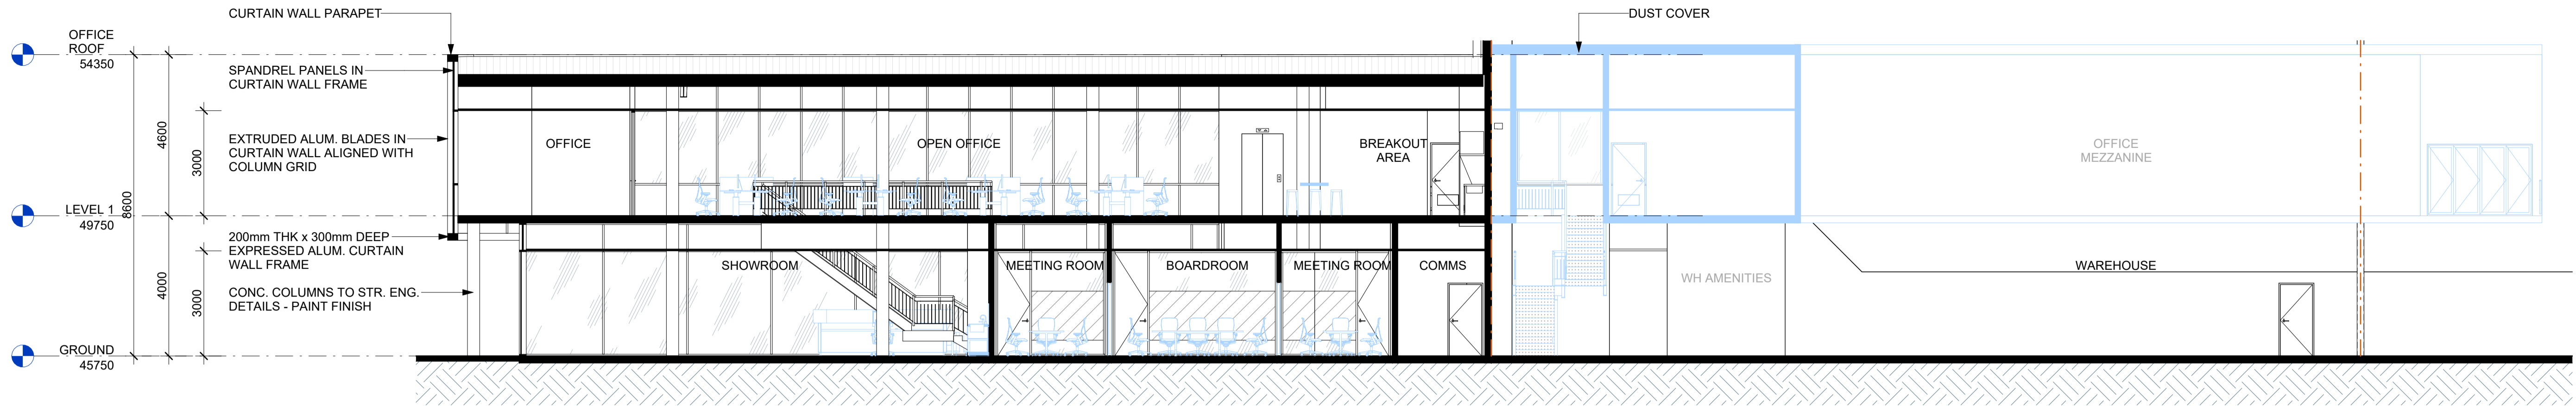 CURTAIN WALL PARAPET
DUST COVER
OFFICE
ROOF
54350
SPANDREL PANELS IN
CURTAIN WALL FRAME
4600
3000
EXTRUDED ALUM. BLADES IN
CURTAIN WALL ALIGNED WITH
COLUMN GRID
OFFICE
OPEN OFFICE
BREAKOUT
AREA
OFFICE
MEZZANINE
8600
LEVEL 1
49750
200mm THK x 300mm DEEP
EXPRESSED ALUM. CURTAIN
WALL FRAME
SHOWROOM
MEETING ROOM
BOARDROOM
MEETING ROOM
COMMS
WH AMENITIES
WAREHOUSE
4000
3000
CONC. COLUMNS TO STR. ENG.
DETAILS - PAINT FINISH
GROUND
45750